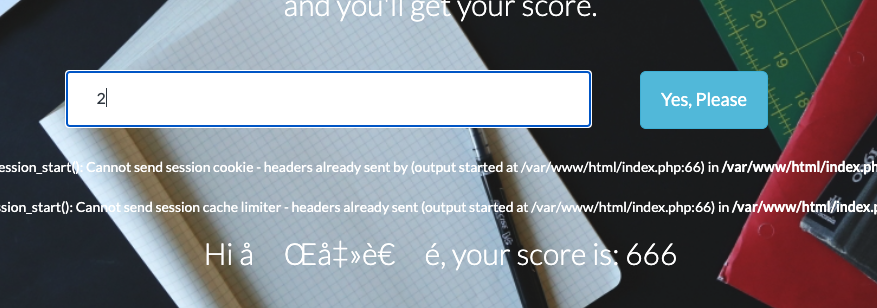 and you'll get your score.
2
Yes, Please
ession_start(): Cannot send session cookie - headers already sent by (output started at /var/www/html/index.php:66) in /var/www/html/index.ph
sion_start(): Cannot send session cache limiter - headers already sent (output started at /var/www/html/index.php:66) in /var/www/html/index.p
Hi å Œå‡»è€ é, your score is: 666